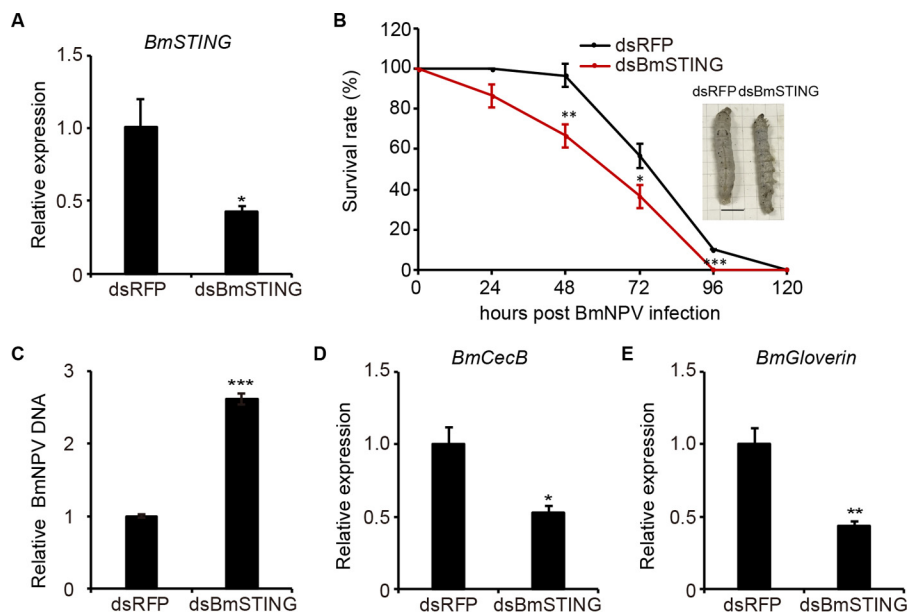 A
BmSTING
Relative expression
1.5
1.0
0.5
0
*
dsRFP
dsBmSTING
B
Survival rate (%)
120
100
80
60
40
20
0
dsRFP
dsBmSTING
**
*
***
dsRFP dsBmSTING
0
24
48
72
96
120
hours post BmNPV infection
C
Relative BmNPV DNA
3
2
1
0
***
dsRFP
dsBmSTING
D
BmCecB
Relative expression
1.5
1.0
0.5
0
*
dsRFP
dsBmSTING
E
BmGloverin
Relative expression
1.5
1.0
0.5
0
**
dsRFP
dsBmSTING